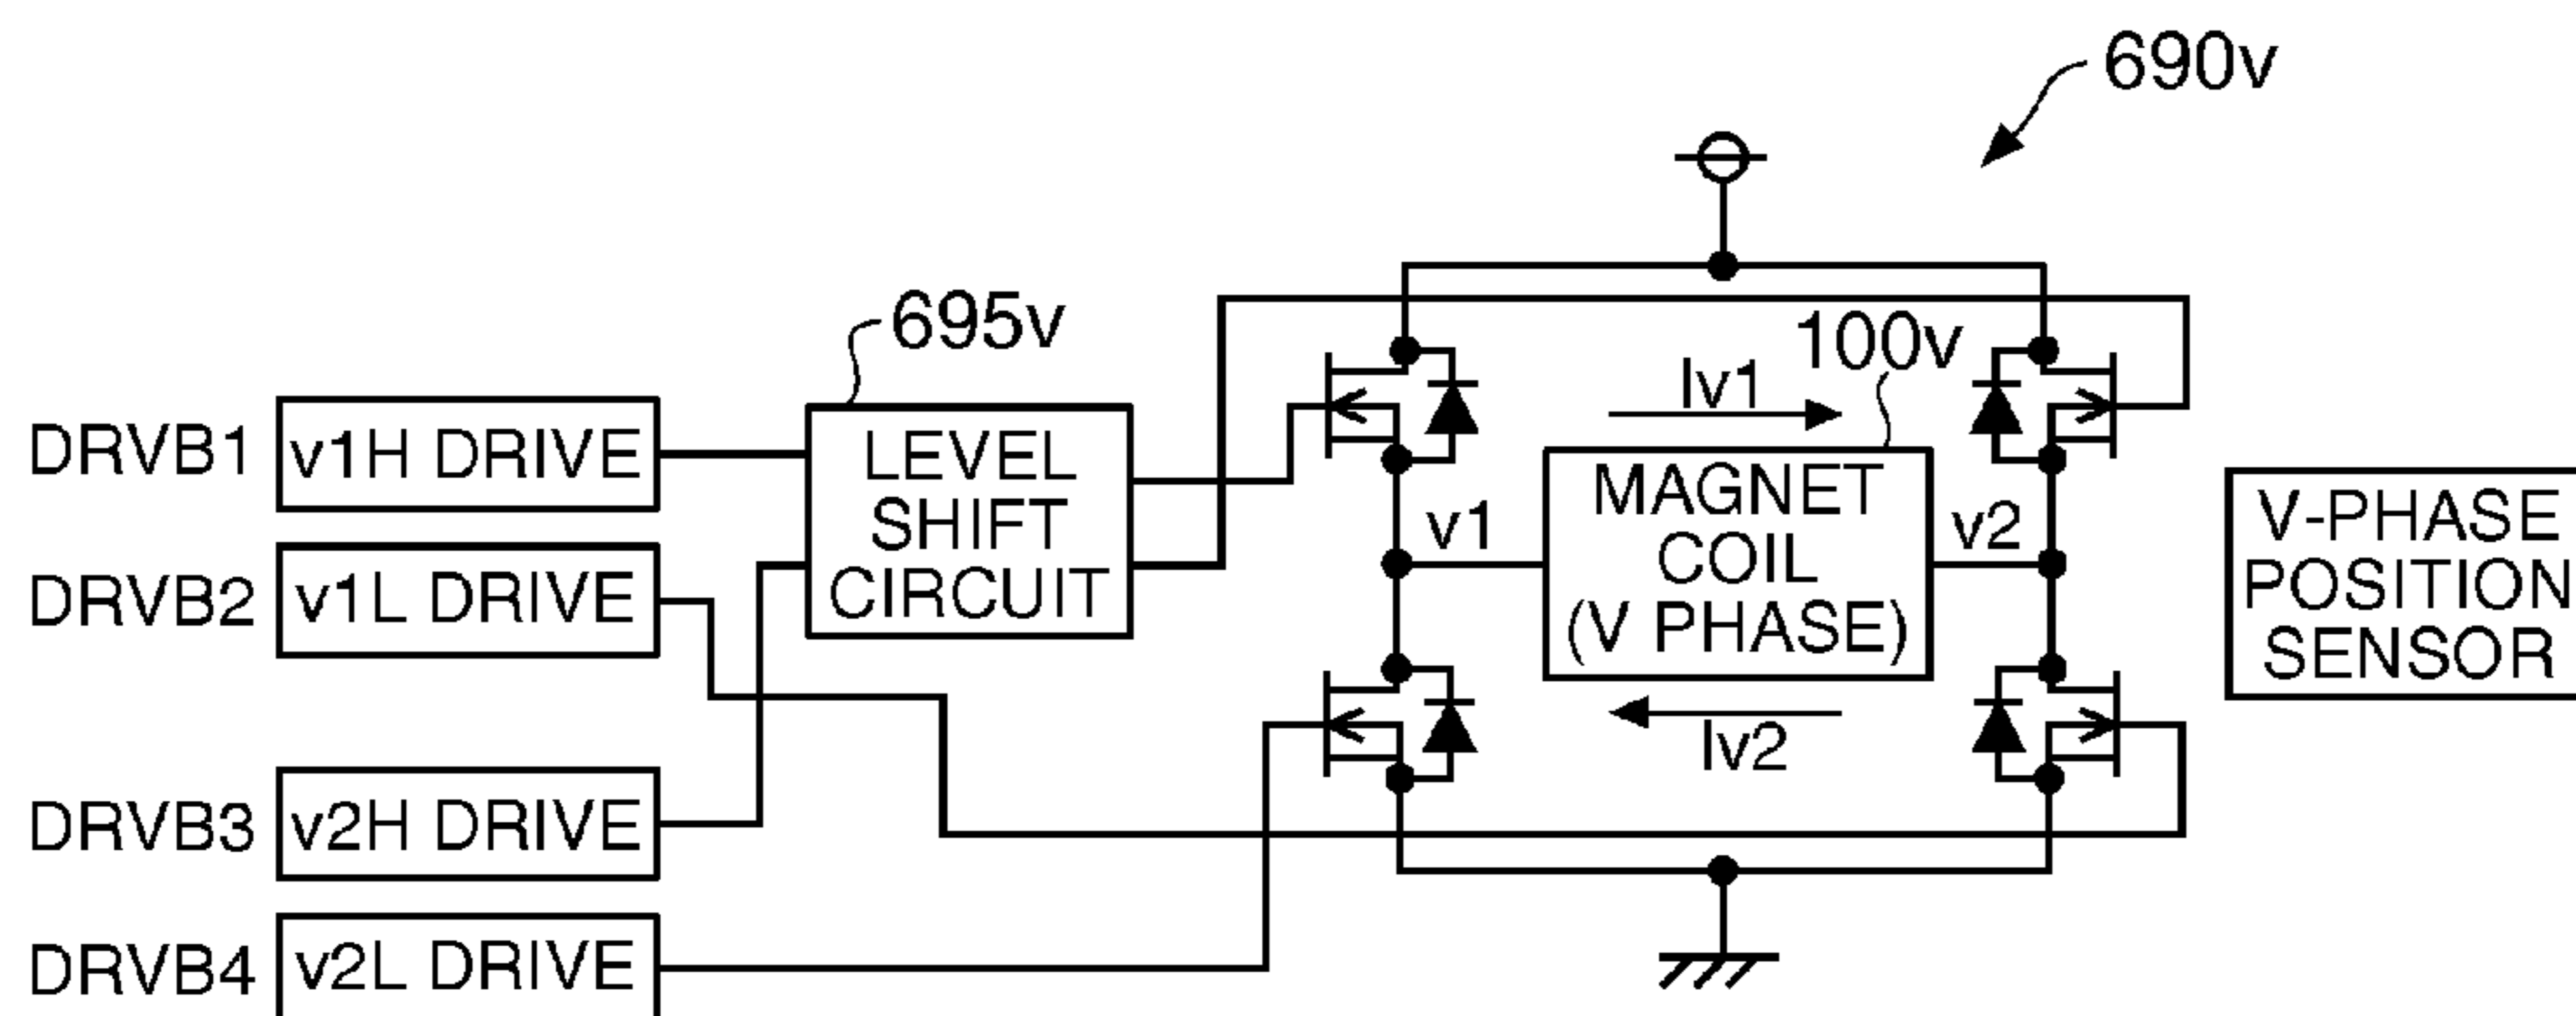 690v
695v
100v
Iv1
DRVB1
v1H DRIVE
LEVEL
SHIFT
CIRCUIT
v1
MAGNET
COIL
(V PHASE)
v2
V-PHASE
POSITION
SENSOR
DRVB2
v1L DRIVE
Iv2
DRVB3
v2H DRIVE
DRVB4
v2L DRIVE